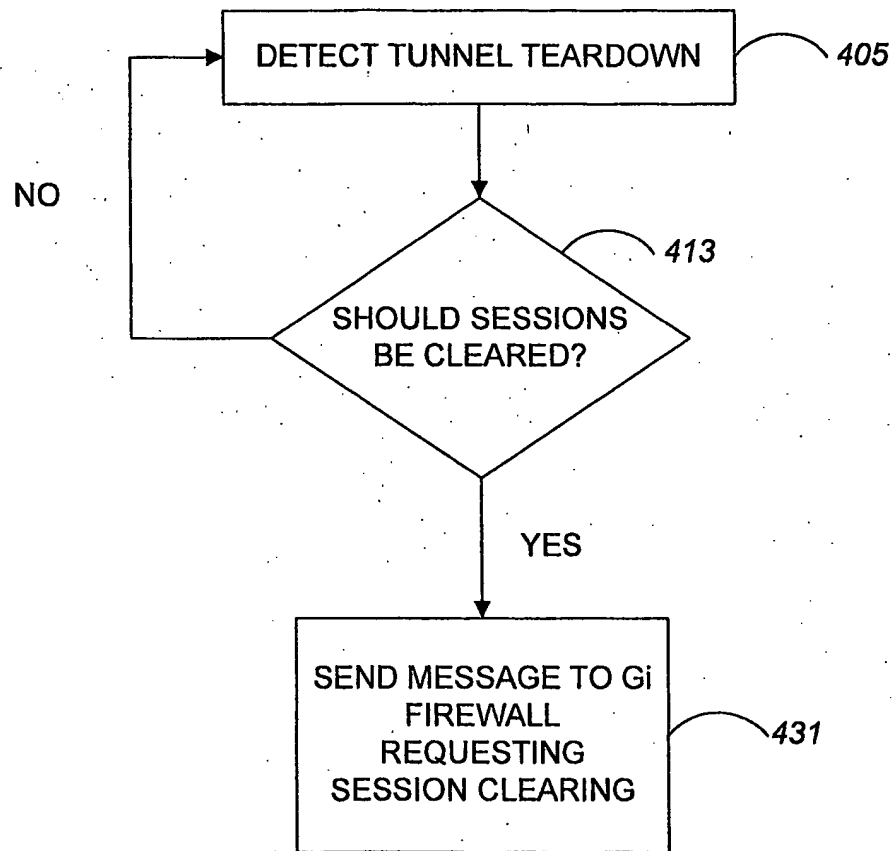 DETECT TUNNEL TEARDOWN
405
NO
413
SHOULD SESSIONS
BE CLEARED?
YES
SEND MESSAGE TO Gi
FIREWALL
REQUESTING
SESSION CLEARING
431